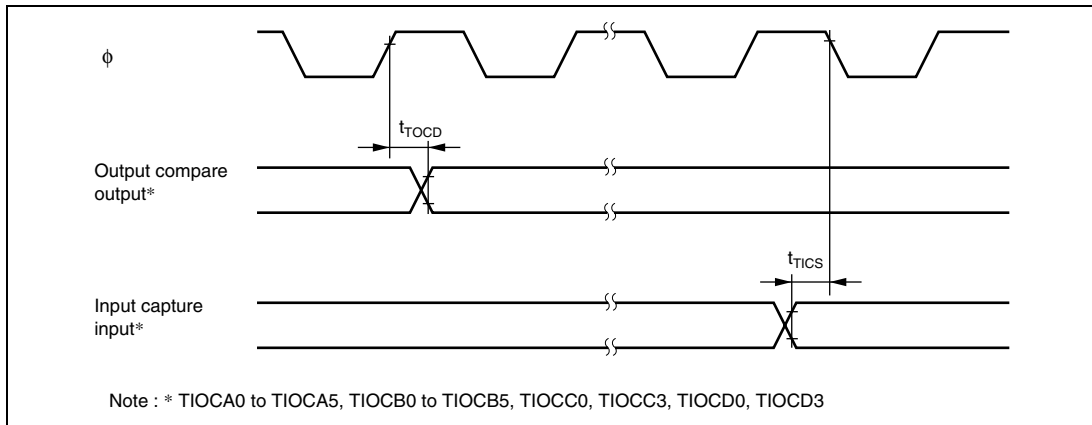 ϕ
tTOCD
Output compare
output*
tTICS
Input capture
input*
Note : * TIOCA0 to TIOCA5, TIOCB0 to TIOCB5, TIOCC0, TIOCC3, TIOCD0, TIOCD3